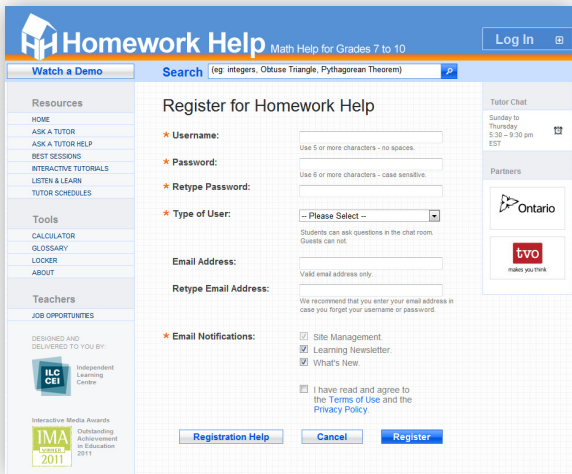 HH Homework Help Math Help for Grades 7 to 10
Log In
Watch a Demo
Search (eg: integers, Obtuse Triangle, Pythagorean Theorem)
Resources
HOME
ASK A TUTOR
ASK A TUTOR HELP
BEST SESSIONS
INTERACTIVE TUTORIALS
LISTEN & LEARN
TUTOR SCHEDULES
Tools
CALCULATOR
GLOSSARY
LOCKER
ABOUT
Teachers
JOB OPPORTUNITIES
DESIGNED AND
DELIVERED TO YOU BY:
ILC
CEI
Independent
Learning
Centre
Interactive Media Awards
IMA
WINNER
2011
Outstanding
Achievement
in Education
2011
Register for Homework Help
* Username:
Use 5 or more characters - no spaces.
* Password:
Use 6 or more characters - case sensitive.
* Retype Password:
* Type of User:
-- Please Select --
Students can ask questions in the chat room.
Guests can not.
Email Address:
Valid email address only.
Retype Email Address:
We recommend that you enter your email address in
case you forget your username or password.
* Email Notifications:
Site Management.
Learning Newsletter.
What's New.
I have read and agree to
the Terms of Use and the
Privacy Policy.
Registration Help
Cancel
Register
Tutor Chat
Sunday to
Thursday
5:30 – 9:30 pm
EST
Partners
Ontario
tvo
makes you think